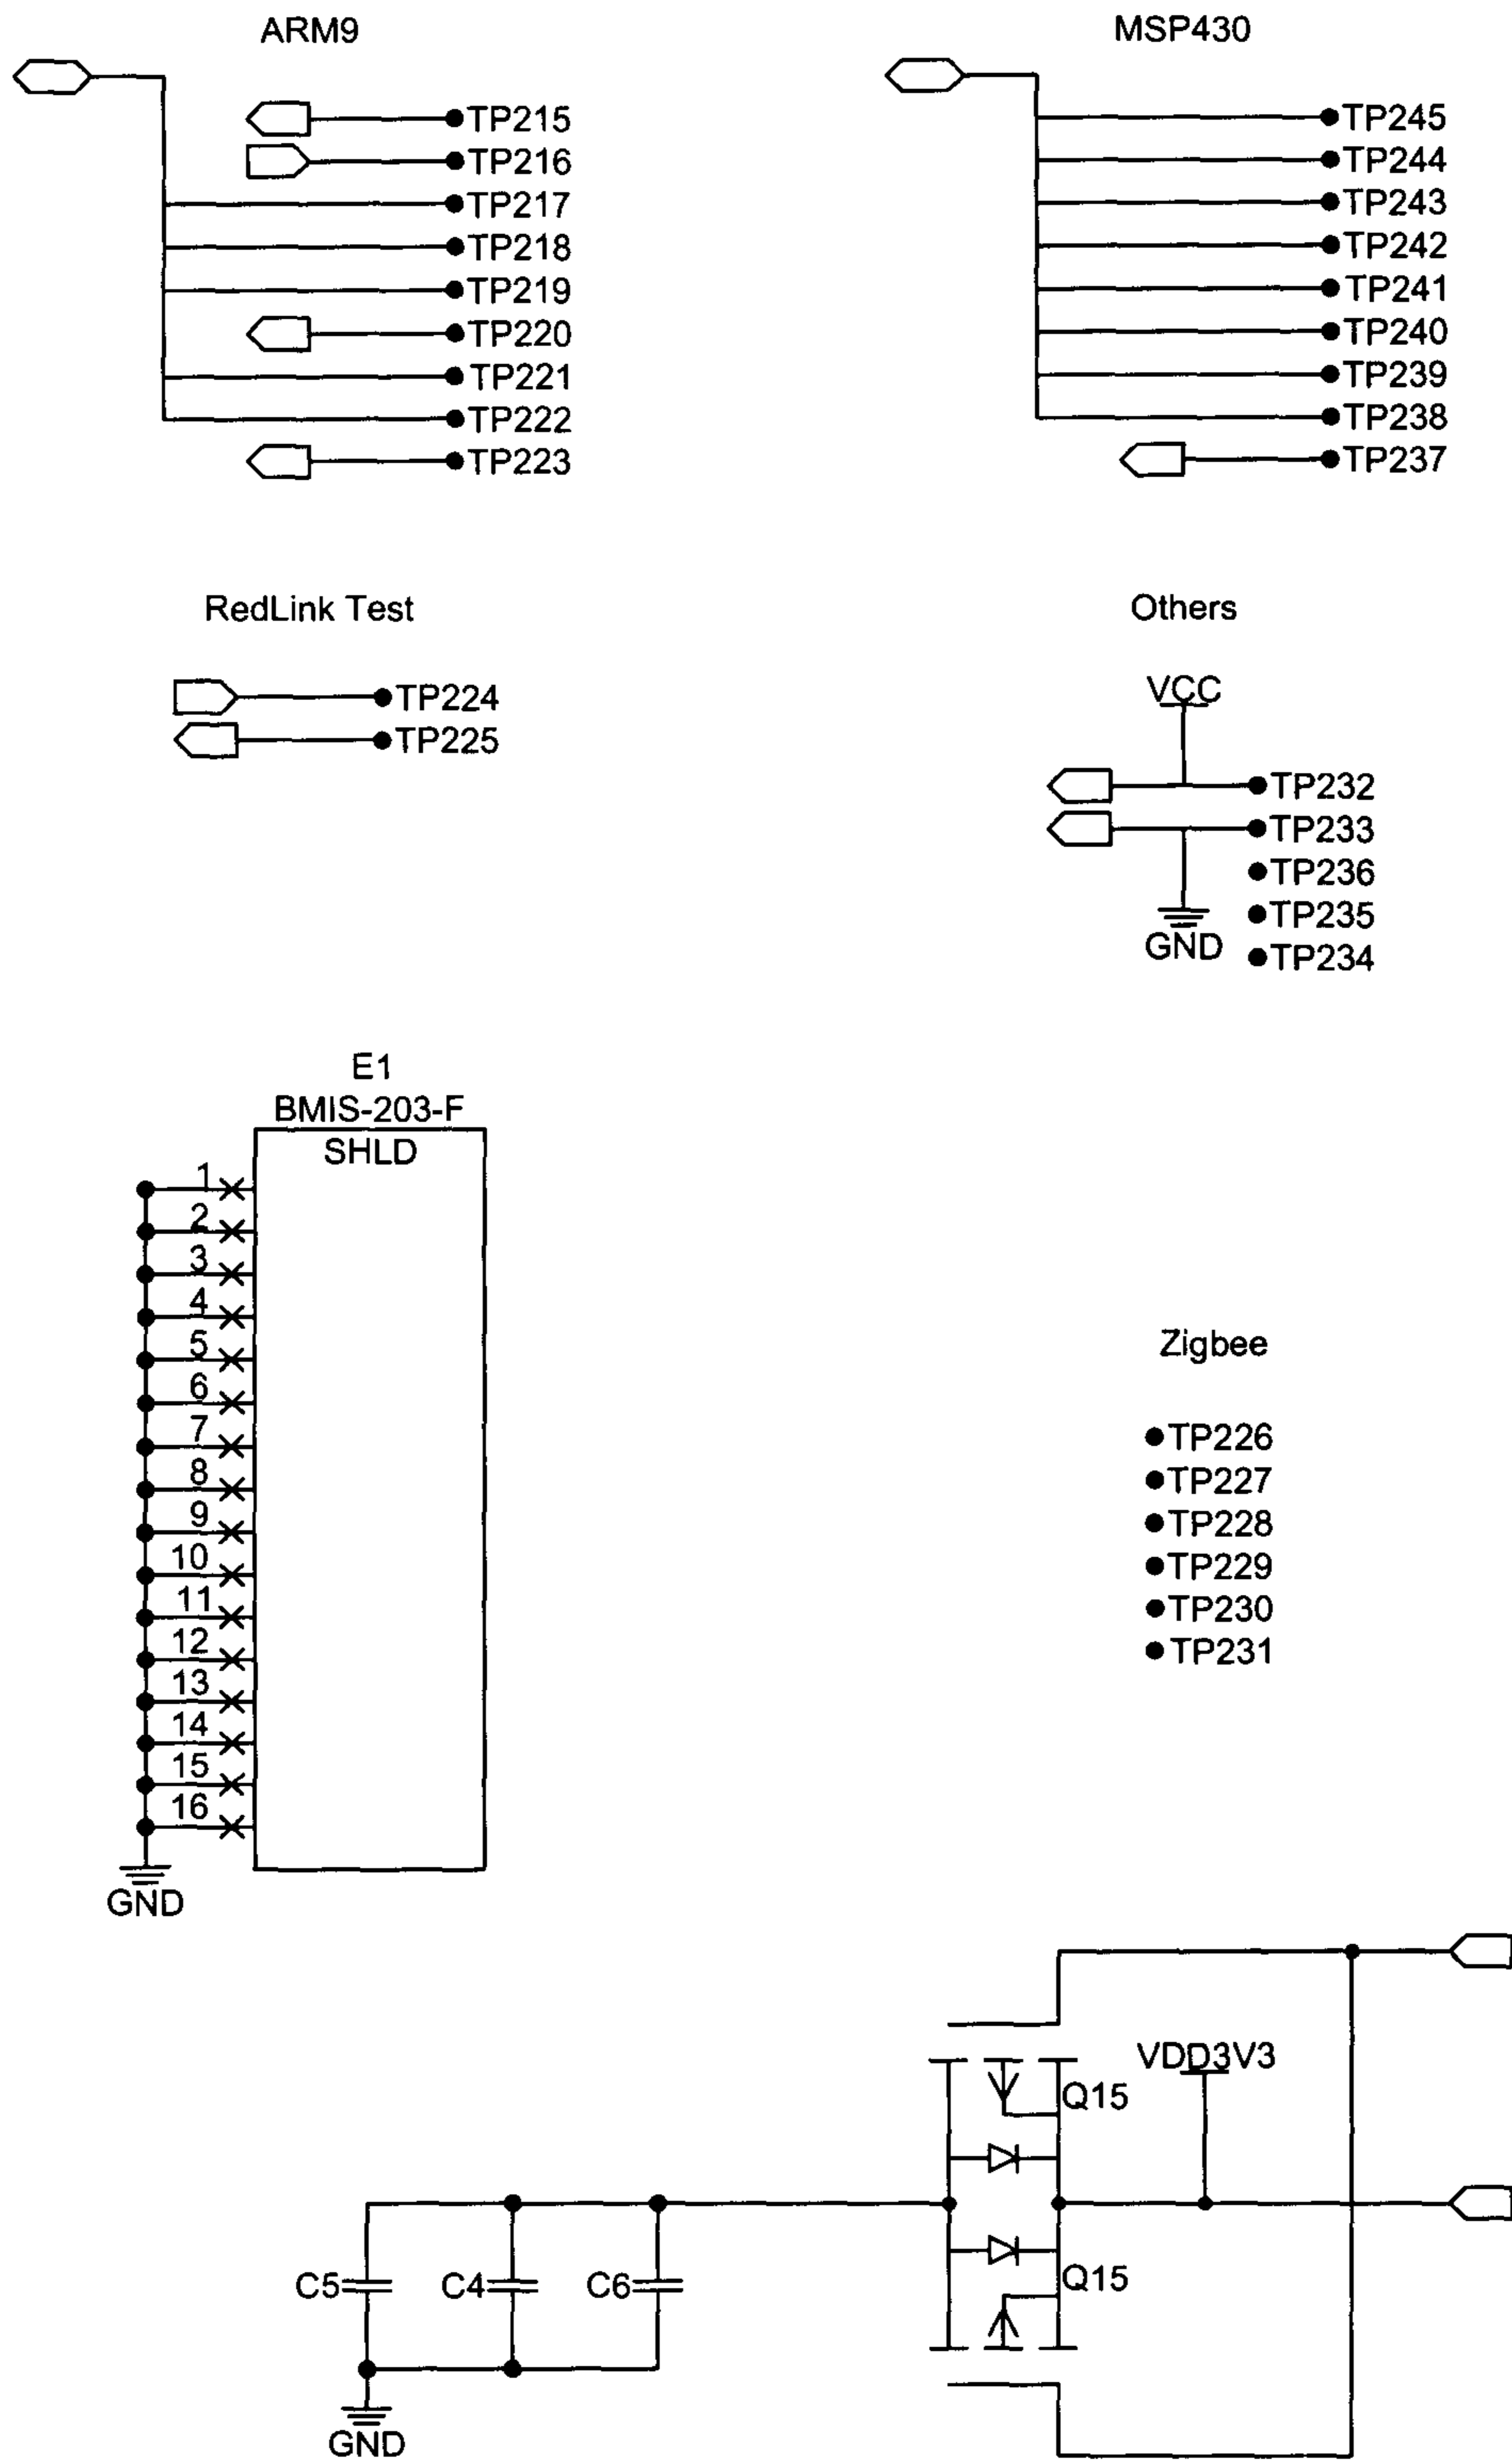 ARM9
TP215
TP216
TP217
TP218
TP219
TP220
TP221
TP222
TP223
MSP430
TP245
TP244
TP243
TP242
TP241
TP240
TP239
TP238
TP237
RedLink Test
TP224
TP225
Others
VCC
TP232
TP233
TP236
TP235
TP234
GND
E1
BMIS-203-F
SHLD
1
2
3
4
5
6
7
8
9
10
11
12
13
14
15
16
GND
Zigbee
TP226
TP227
TP228
TP229
TP230
TP231
VDD3V3
Q15
Q15
C5
C4
C6
GND